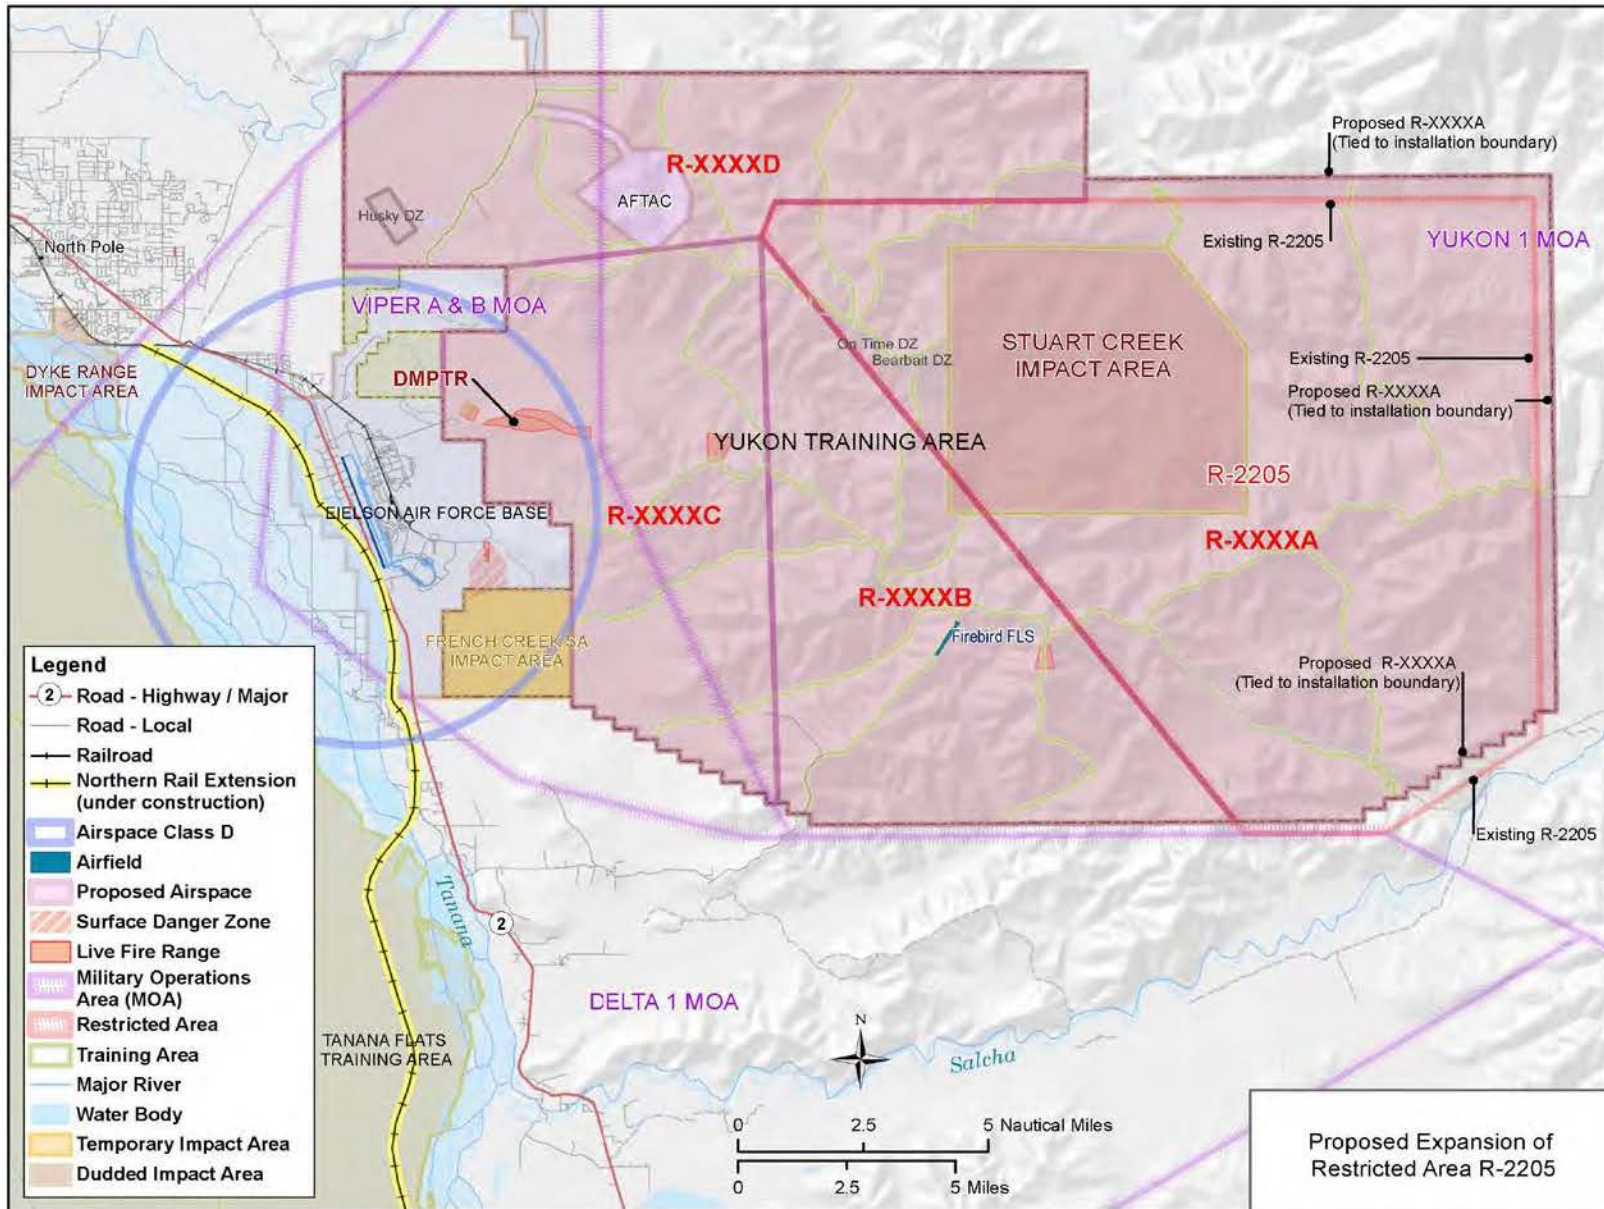 Proposed R-XXXXA
(Tied to installation boundary)
R-XXXXD
AFTAC
Husky DZ
Existing R-2205
YUKON 1 MOA
North Pole
VIPER A & B MOA
On Time DZ
Bearbait DZ
STUART CREEK
IMPACT AREA
Existing R-2205
DYKE RANGE
IMPACT AREA
DMPTR
Proposed R-XXXXA
(Tied to installation boundary)
YUKON TRAINING AREA
R-2205
EIELSON AIR FORCE BASE
R-XXXXC
R-XXXXA
R-XXXXB
Firebird FLS
FRENCH CREEK SA
IMPACT AREA
Proposed R-XXXXA
(Tied to installation boundary)
Existing R-2205
Legend
2 Road - Highway / Major
Road - Local
Railroad
Northern Rail Extension
(under construction)
Airspace Class D
Airfield
Proposed Airspace
Surface Danger Zone
Live Fire Range
Military Operations
Area (MOA)
Restricted Area
Training Area
Major River
Water Body
Temporary Impact Area
Dudded Impact Area
Tanana
2
DELTA 1 MOA
TANANA FLATS
TRAINING AREA
N
Salcha
0 2.5 5 Nautical Miles
0 2.5 5 Miles
Proposed Expansion of
Restricted Area R-2205